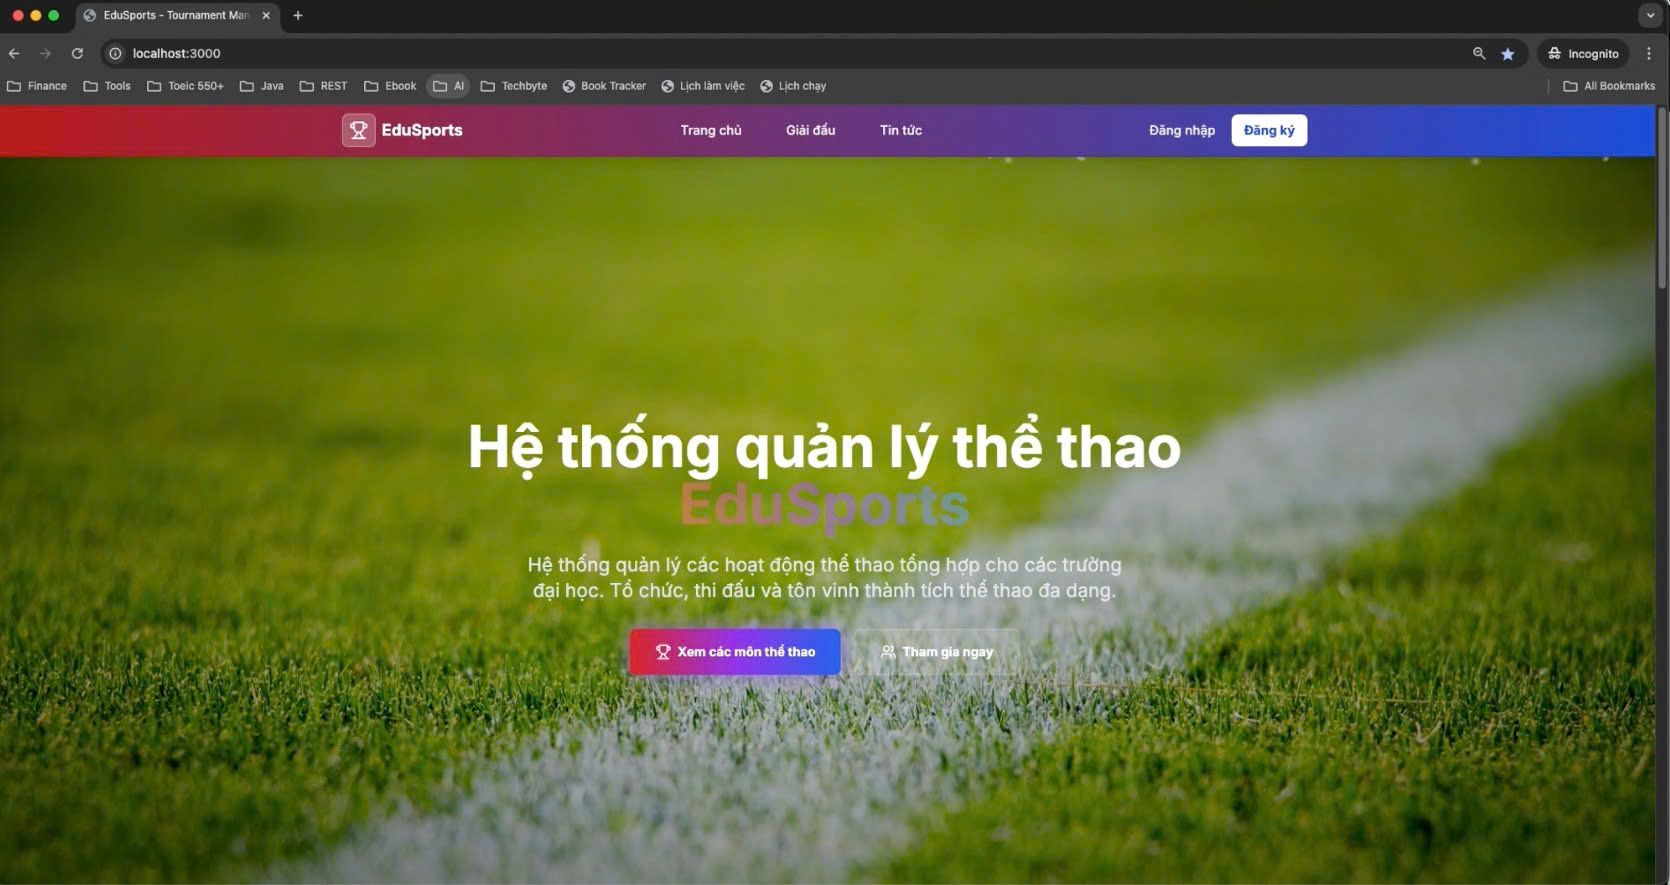 EduSports - Tournament Man
localhost:3000
Incognito
Finance
Tools
Toeic 550+
Java
REST
Ebook
AI
Techbyte
Book Tracker
Lịch làm việc
Lịch chạy
All Bookmarks
EduSports
Trang chủ
Giải đấu
Tin tức
Đăng nhập
Đăng ký
Hệ thống quản lý thể thao
EduSports
Hệ thống quản lý các hoạt động thể thao tổng hợp cho các trường
đại học. Tổ chức, thi đấu và tôn vinh thành tích thể thao đa dạng.
Xem các môn thể thao
Tham gia ngay